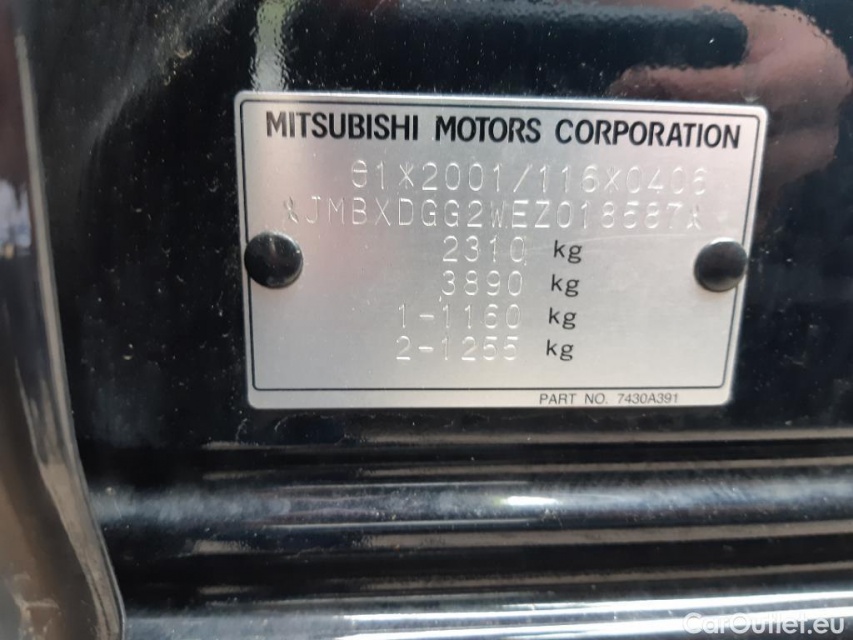 MITSUBISHI MOTORS CORPORATION
e1*2001/116*0406
*JMBXDGG2WEZ018587*
2310 kg
3890 kg
1-1160 kg
2-1255 kg
PART NO. 7430A391
CarOutlet.eu